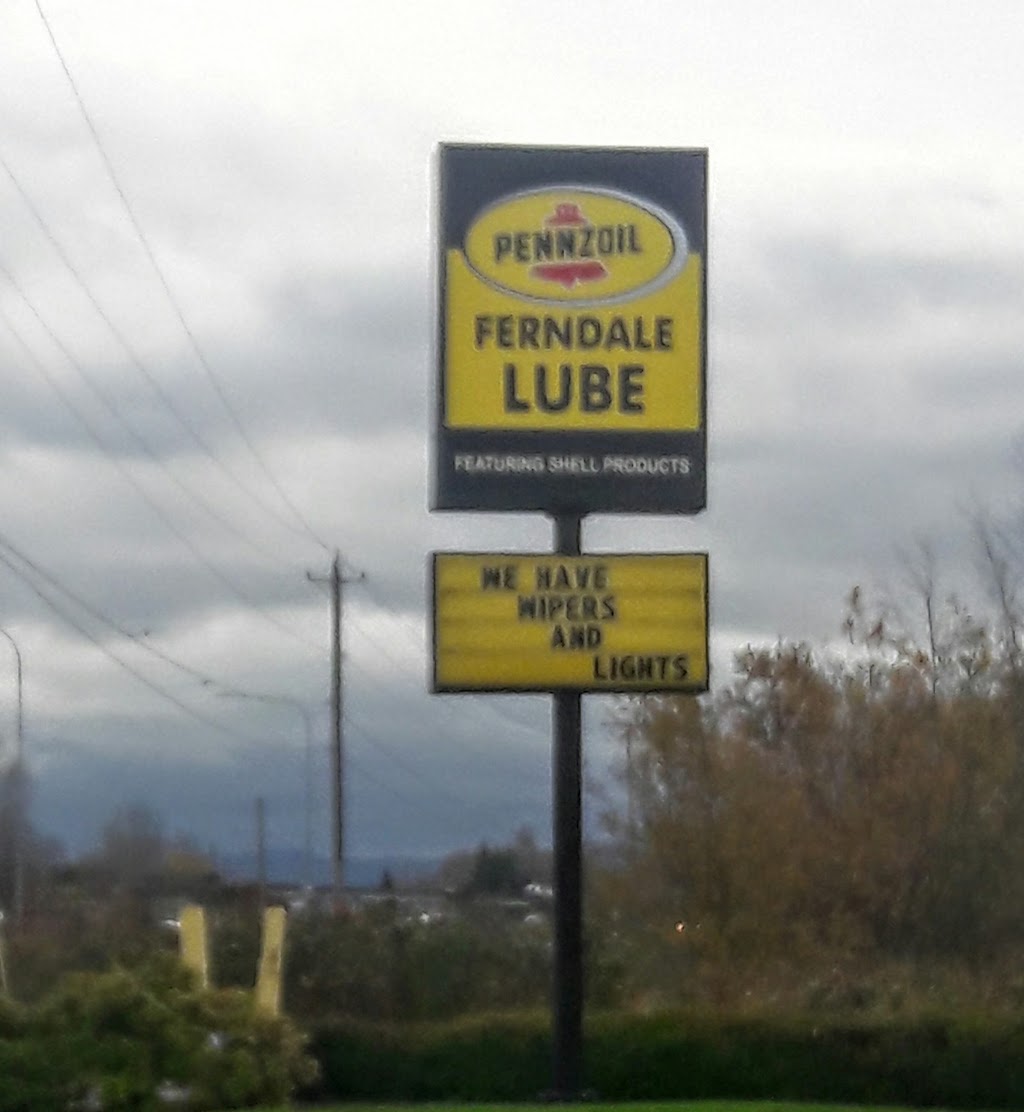 PENNZOIL
FERNDALE
LUBE
FEATURING SHELL PRODUCTS
WE HAVE
WIPERS
AND
LIGHTS